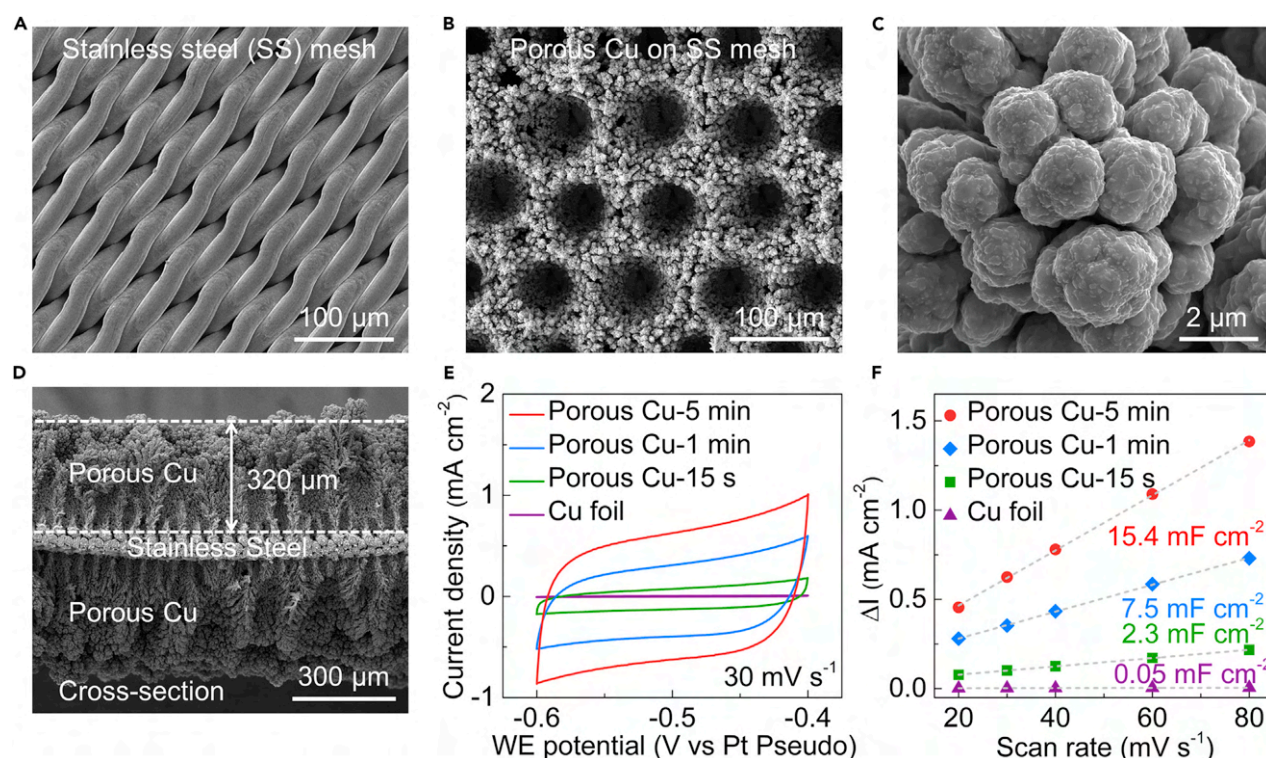 A
Stainless steel (SS) mesh
100 μm
B
Porous Cu on SS mesh
100 μm
C
2 μm
D
Porous Cu
320 μm
Stainless Steel
Porous Cu
300 μm
Cross-section
E
2
1
0
-1
Current density (mA cm⁻²)
Porous Cu-5 min
Porous Cu-1 min
Porous Cu-15 s
Cu foil
30 mV s⁻¹
-0.6
-0.5
-0.4
WE potential (V vs Pt Pseudo)
F
1.5
1.0
0.5
0.0
ΔI (mA cm⁻²)
Porous Cu-5 min
Porous Cu-1 min
Porous Cu-15 s
Cu foil
15.4 mF cm⁻²
7.5 mF cm⁻²
2.3 mF cm⁻²
0.05 mF cm⁻²
20
40
60
80
Scan rate (mV s⁻¹)